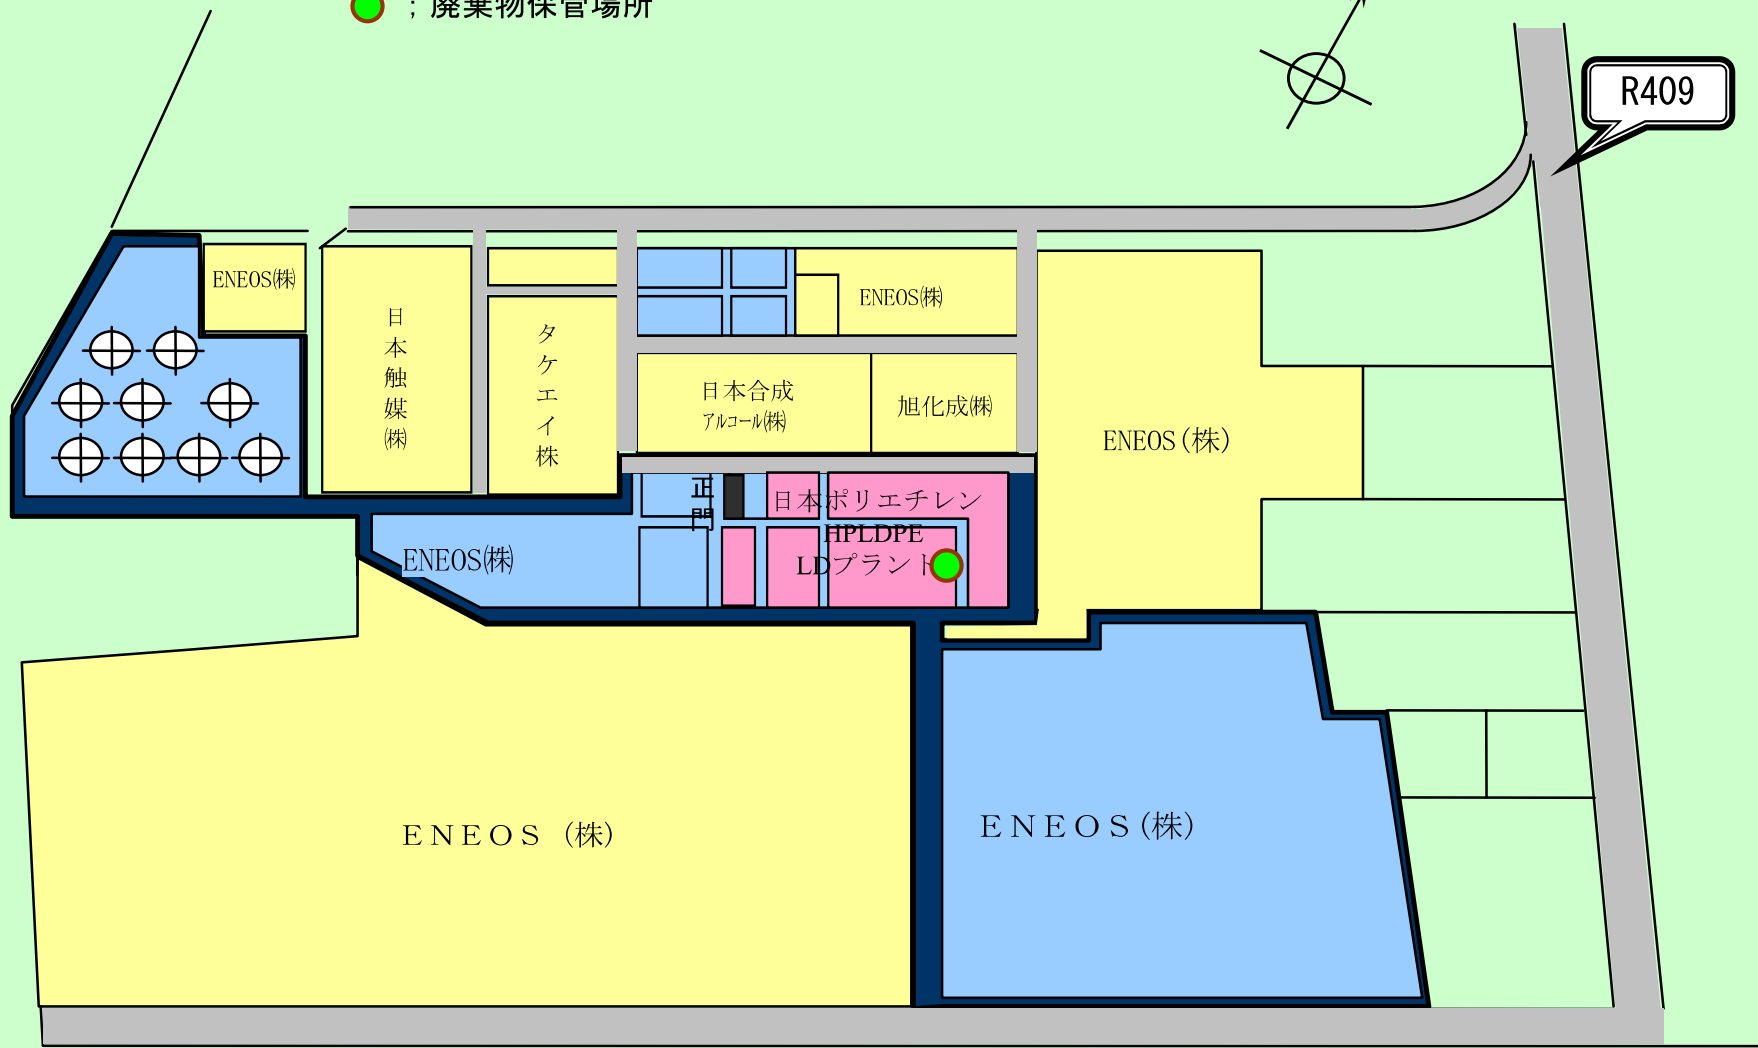 ；廃棄物保管場所
R409
ENEOS㈱
日本触媒㈱
タケエイ株
ENEOS㈱
日本合成
アルコール㈱
旭化成㈱
ENEOS(株)
正門
日本ポリエチレン
HPLDPE
LDプラント
ENEOS㈱
ＥＮＥＯＳ（株）
ＥＮＥＯＳ(株)